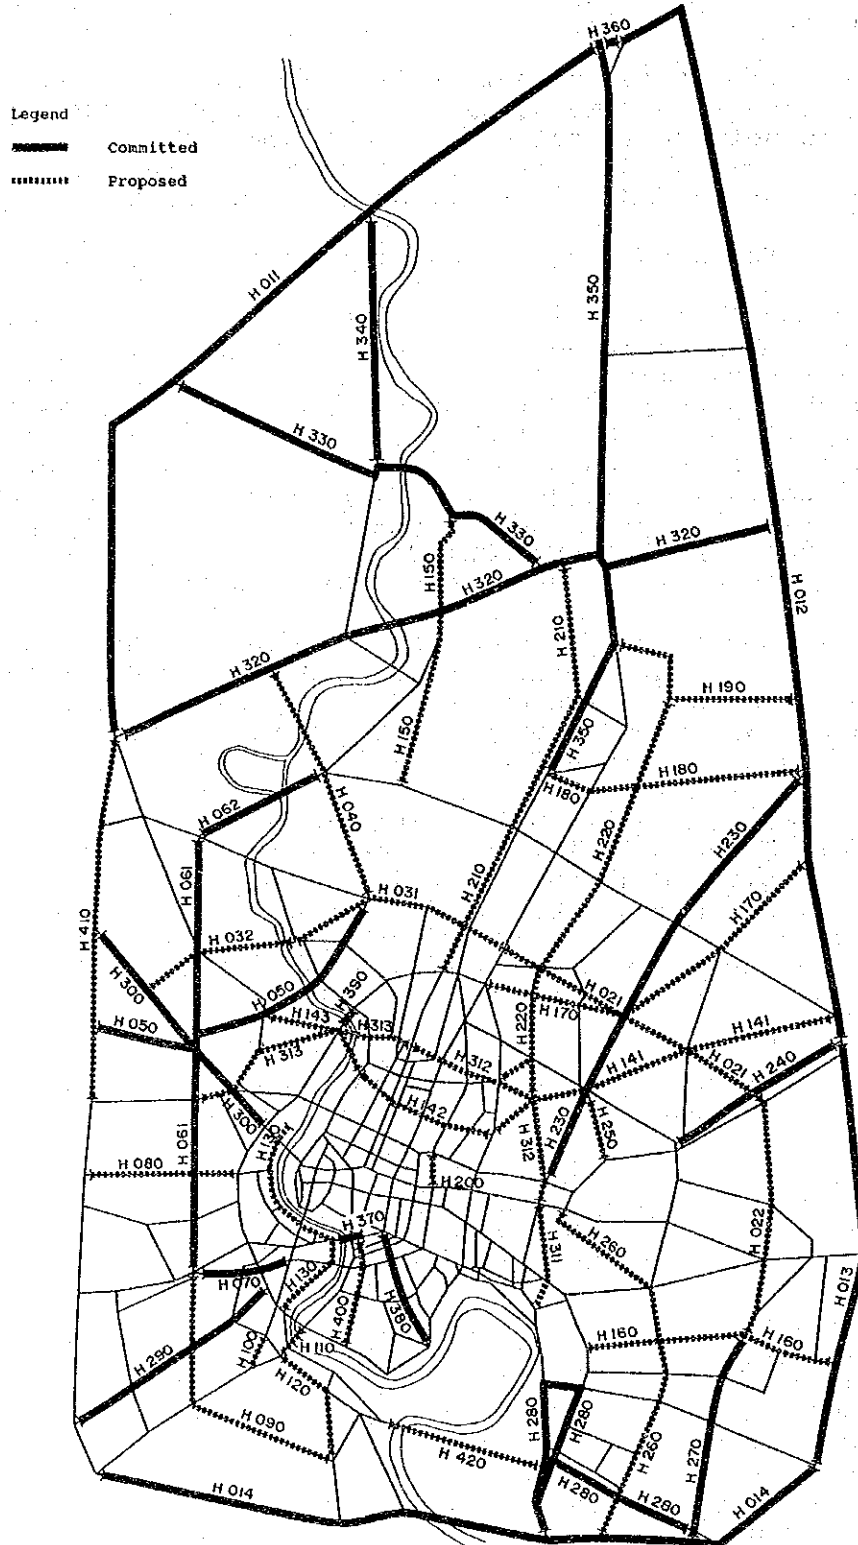 H 360
Legend
Committed
Proposed
H 011
H 340
H 350
H 330
H 330
H 320
H 150
H 320
H 012
H 210
H 320
H 190
H 150
H 350
H 180
H 180
H 062
H 040
H 220
H 230
H 061
H 031
H 210
H 170
H 410
H 032
H 300
H 390
H 021
H 050
H 143
H 313
H 220
H 170
H 050
H 313
H 312
H 141
H 141
H 021
H 240
H 300
H 142
H 061
H 130
H 312
H 230
H 250
H 080
H 200
H 370
H 311
H 260
H 022
H 070
H 130
H 400
H 380
H 013
H 290
H 100
H 110
H 160
H 160
H 120
H 090
H 280
H 280
H 420
H 260
H 270
H 280
H 280
H 014
H 014